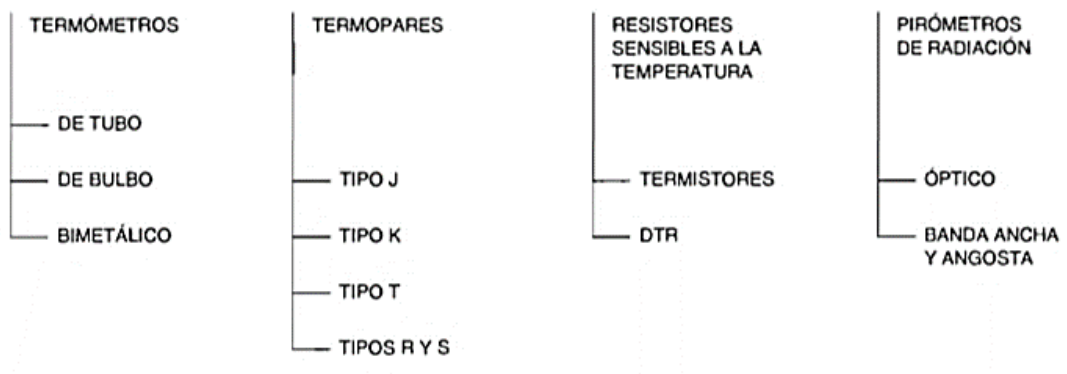 TERMÓMETROS
DE TUBO
DE BULBO
BIMETÁLICO
TERMOPARES
TIPO J
TIPO K
TIPO T
TIPOS R Y S
RESISTORES
SENSIBLES A LA
TEMPERATURA
TERMISTORES
DTR
PIRÓMETROS
DE RADIACIÓN
ÓPTICO
BANDA ANCHA
Y ANGOSTA